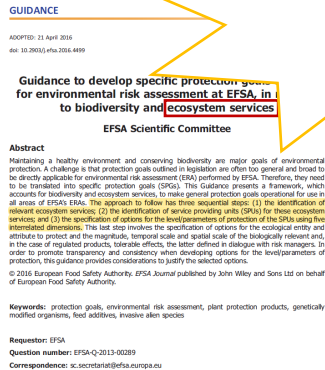 GUIDANCE
ADOPTED: 21 April 2016
doi: 10.2903/j.efsa.2016.4499
Guidance to develop specific protection goals
for environmental risk assessment at EFSA, in
to biodiversity and ecosystem services
EFSA Scientific Committee
Abstract
Maintaining a healthy environment and conserving biodiversity are major goals of environmental
protection. A challenge is that protection goals outlined in legislation are often too general and broad to
be directly applicable for environmental risk assessment (ERA) performed by EFSA. Therefore, they need
to be translated into specific protection goals (SPGs). This Guidance presents a framework, which
accounts for biodiversity and ecosystem services, to make general protection goals operational for use in
all areas of EFSA's ERAs. The approach to follow has three sequential steps: (1) the identification of
relevant ecosystem services; (2) the identification of service providing units (SPUs) for these ecosystem
services; and (3) the specification of options for the level/parameters of protection of the SPUs using five
interrelated dimensions. This last step involves the specification of options for the ecological entity and
attribute to protect and the magnitude, temporal scale and spatial scale of the biologically relevant and,
in the case of regulated products, tolerable effects, the latter defined in dialogue with risk managers. In
order to promote transparency and consistency when developing options for the level/parameters of
protection, this guidance provides considerations to justify the selected options.
© 2016 European Food Safety Authority. EFSA Journal published by John Wiley and Sons Ltd on behalf
of European Food Safety Authority.
Keywords: protection goals, environmental risk assessment, plant protection products, genetically
modified organisms, feed additives, invasive alien species
Requestor: EFSA
Question number: EFSA-Q-2013-00289
Correspondence: sc.secretariat@efsa.europa.eu